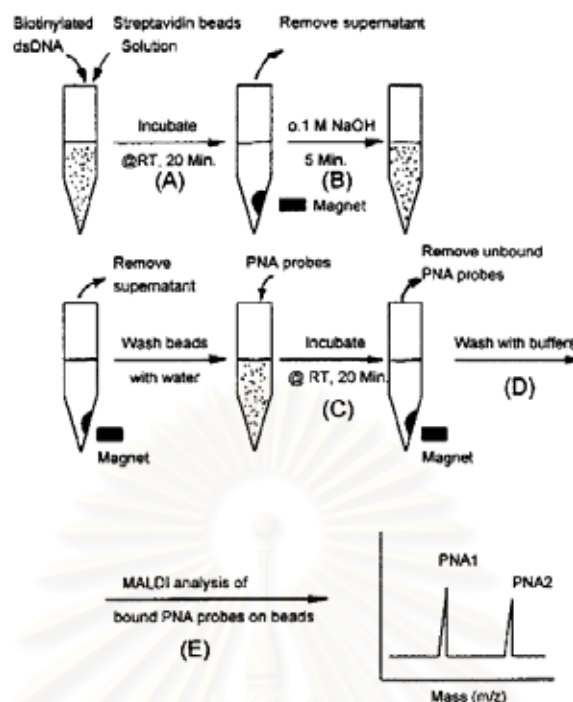 Biotinylated
dsDNA
Streptavidin beads
Solution
Remove supernatant
Incubate
@RT, 20 Min.
(A)
o.1 M NaOH
5 Min.
(B)
Magnet
Remove
supernatant
Wash beads
with water
Magnet
PNA probes
Incubate
@ RT, 20 Min.
(C)
Remove unbound
PNA probes
Magnet
Wash with buffers
(D)
MALDI analysis of
bound PNA probes on beads
(E)
PNA1
PNA2
Mass (m/z)